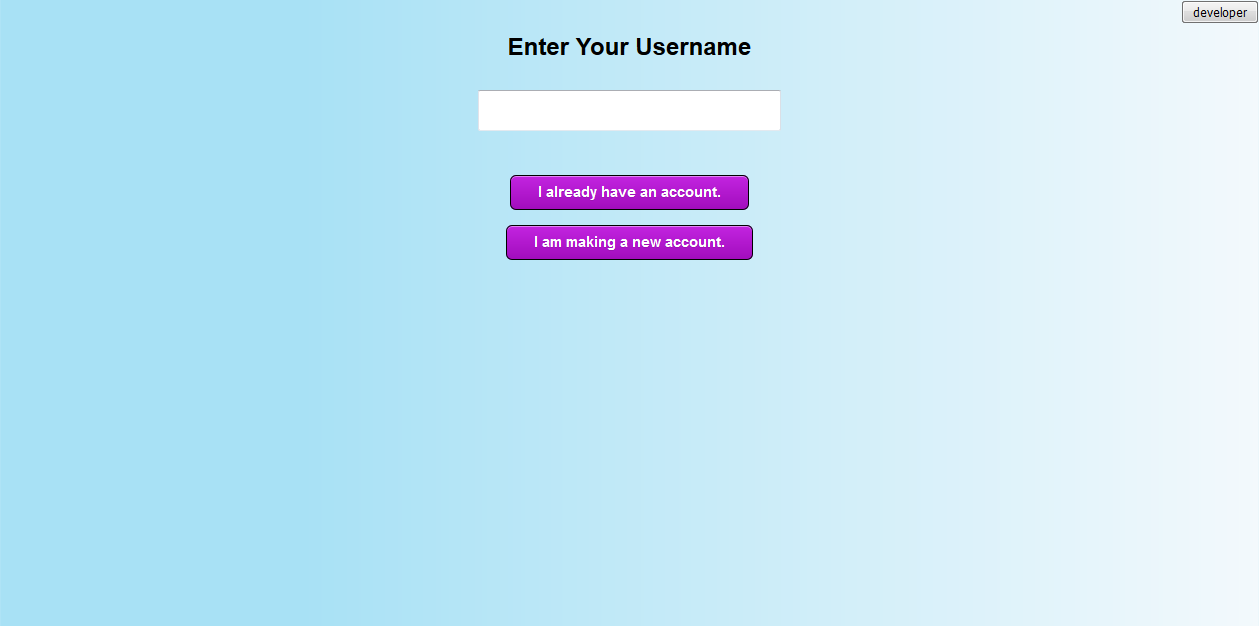 developer
Enter Your Username
I already have an account.
I am making a new account.